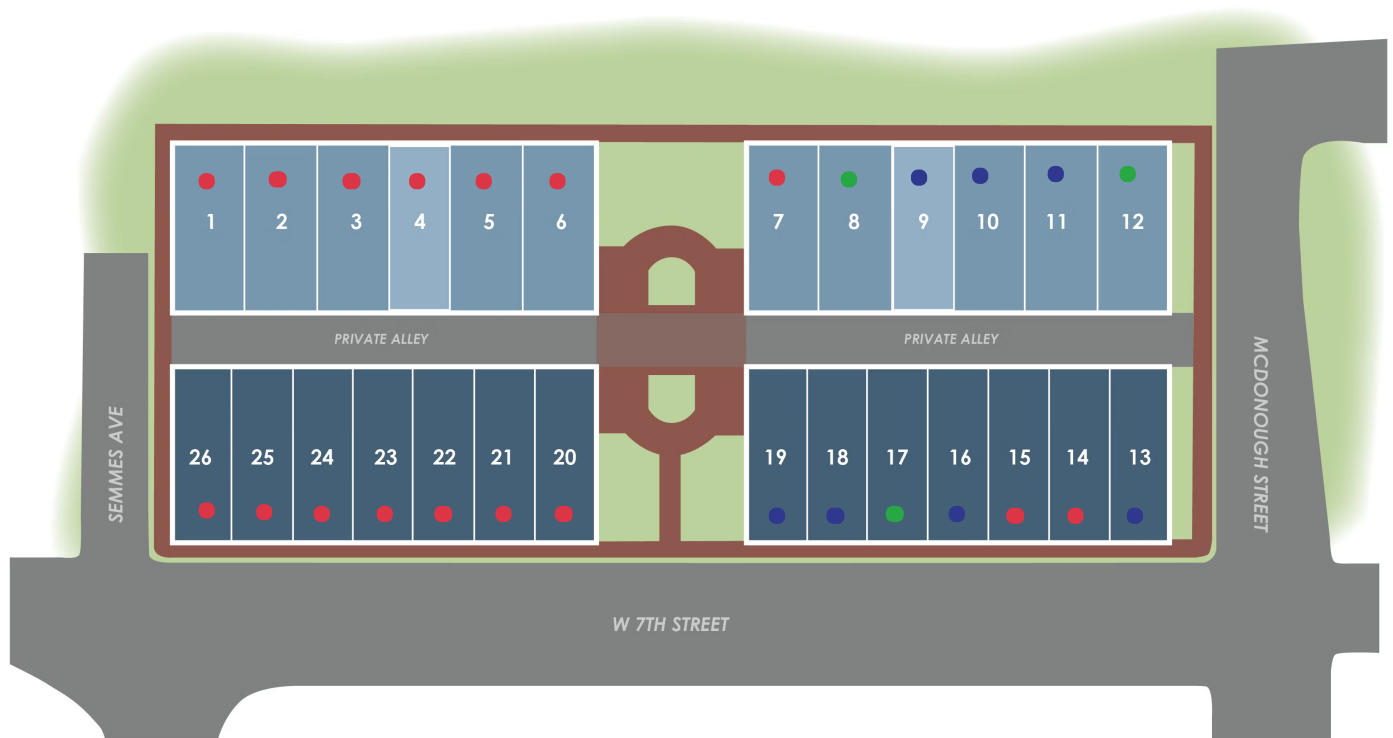 1 2 3 4 5 6 7 8 9 10 11 12
PRIVATE ALLEY PRIVATE ALLEY
26 25 24 23 22 21 20 19 18 17 16 15 14 13
SEMMES AVE
MCDONOUGH STREET
W 7TH STREET